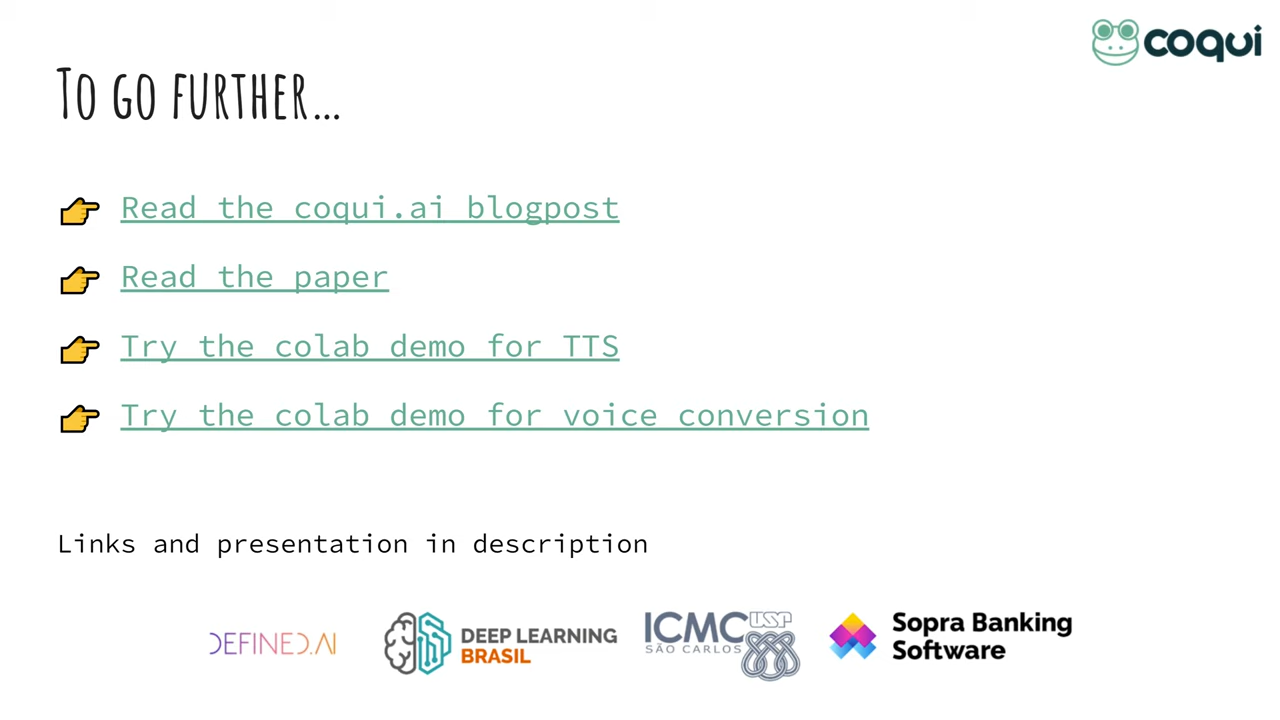 coqui
To go further...
👉 Read the coqui.ai blogpost
👉 Read the paper
👉 Try the colab demo for TTS
👉 Try the colab demo for voice conversion
Links and presentation in description
DEFINED.AI
DEEP LEARNING
BRASIL
ICMC USP
SÃO CARLOS
Sopra Banking
Software